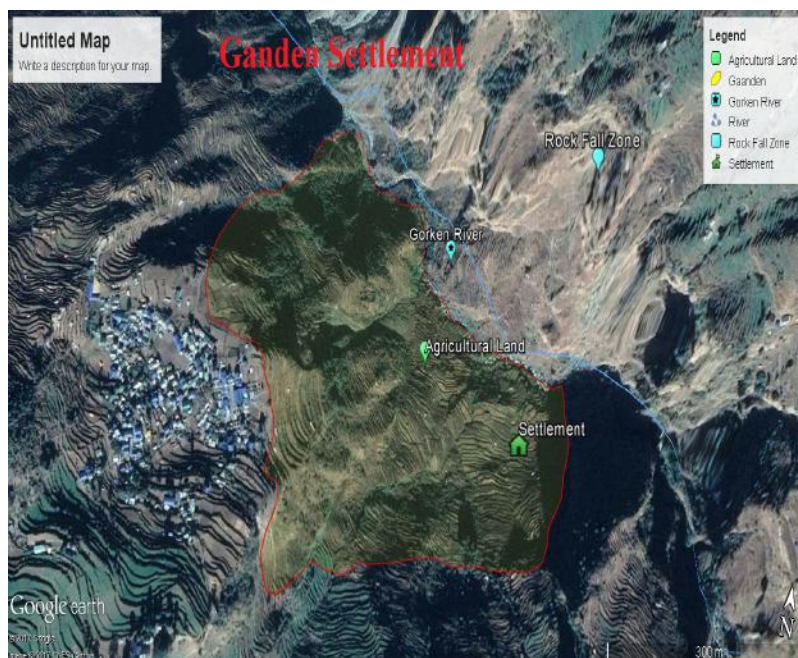 Untitled Map
Write a description for your map.
Ganden Settlement
Legend
Agricultural Land
Gaanden
Gorken River
River
Rock Fall Zone
Settlement
Rock Fall Zone
Gorken River
Agricultural Land
Settlement
Google earth
300 m
N